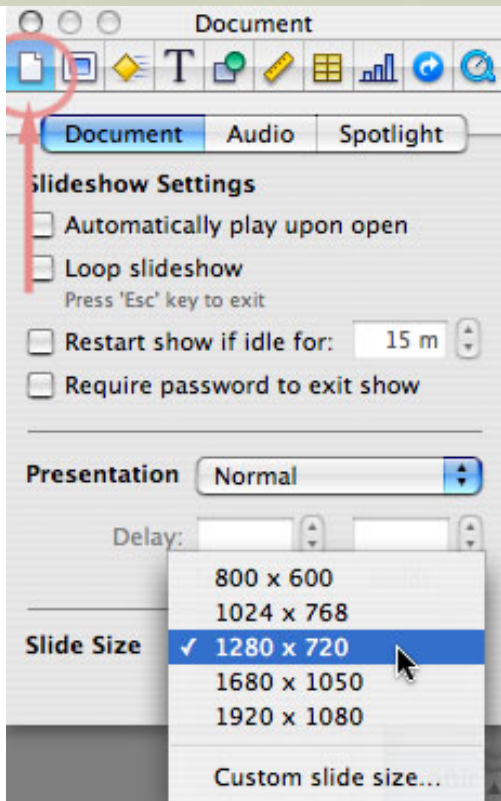 Document
T
Document Audio Spotlight
Slideshow Settings
Automatically play upon open
Loop slideshow
Press 'Esc' key to exit
Restart show if idle for: 15 m
Require password to exit show
Presentation Normal
Delay:
800 x 600
1024 x 768
Slide Size ✓ 1280 x 720
1680 x 1050
1920 x 1080
Custom slide size...